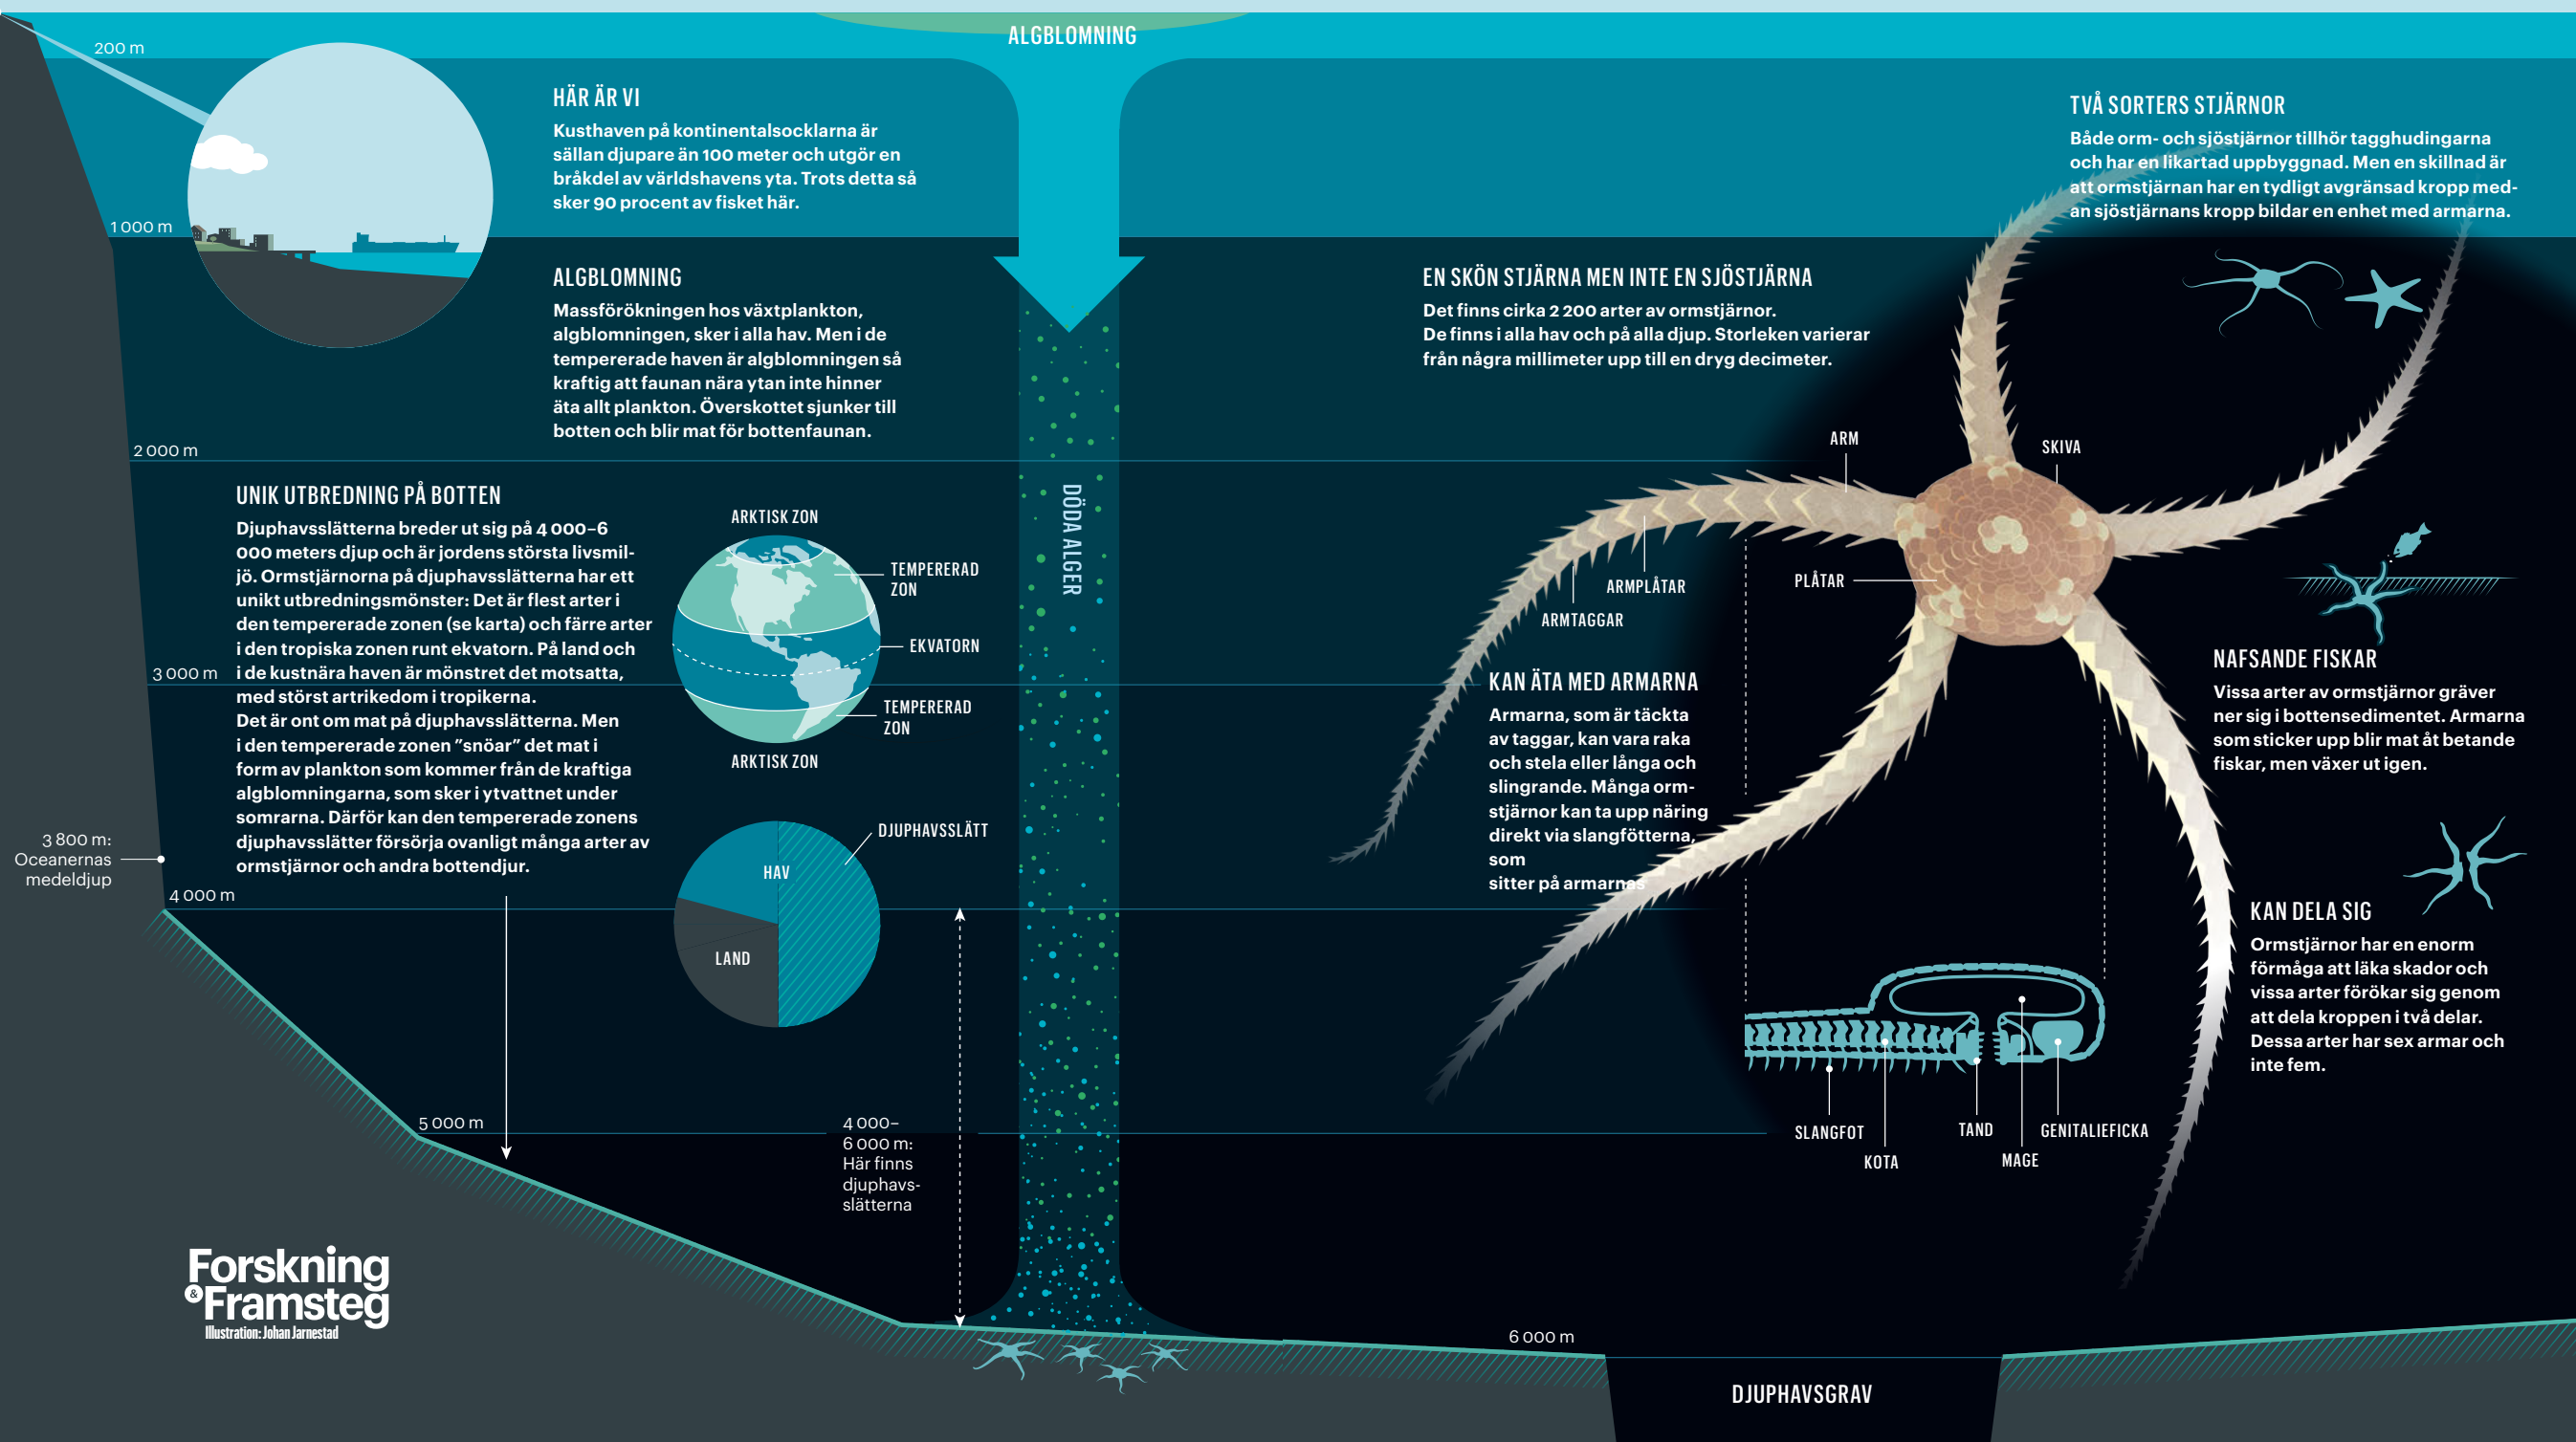 ALGBLOMNING
200 m
1 000 m
2 000 m
3 000 m
3 800 m:
Oceanernas
medeldjup
4 000 m
5 000 m
6 000 m
HÄR ÄR VI
Kusthaven på kontinentalsocklarna är
sällan djupare än 100 meter och utgör en
bråkdel av världshavens yta. Trots detta så
sker 90 procent av fisket här.
ALGBLOMNING
Massförökningen hos växtplankton,
algblomningen, sker i alla hav. Men i de
tempererade haven är algblomningen så
kraftig att faunan nära ytan inte hinner
äta allt plankton. Överskottet sjunker till
botten och blir mat för bottenfaunan.
UNIK UTBREDNING PÅ BOTTEN
Djuphavsslätterna breder ut sig på 4 000–6
000 meters djup och är jordens största livsmil-
jö. Ormstjärnorna på djuphavsslätterna har ett
unikt utbredningsmönster: Det är flest arter i
den tempererade zonen (se karta) och färre arter
i den tropiska zonen runt ekvatorn. På land och
i de kustnära haven är mönstret det motsatta,
med störst artrikedom i tropikerna.
Det är ont om mat på djuphavsslätterna. Men
i den tempererade zonen ”snöar” det mat i
form av plankton som kommer från de kraftiga
algblomningarna, som sker i ytvattnet under
somrarna. Därför kan den tempererade zonens
djuphavsslätter försörja ovanligt många arter av
ormstjärnor och andra bottendjur.
ARKTISK ZON
TEMPERERAD
ZON
EKVATORN
TEMPERERAD
ZON
ARKTISK ZON
DJUPHAVSSLÄTT
HAV
LAND
4 000–
6 000 m:
Här finns
djuphavs-
slätterna
DÖDA ALGER
EN SKÖN STJÄRNA MEN INTE EN SJÖSTJÄRNA
Det finns cirka 2 200 arter av ormstjärnor.
De finns i alla hav och på alla djup. Storleken varierar
från några millimeter upp till en dryg decimeter.
TVÅ SORTERS STJÄRNOR
Både orm- och sjöstjärnor tillhör tagghudingarna
och har en likartad uppbyggnad. Men en skillnad är
att ormstjärnan har en tydligt avgränsad kropp med-
an sjöstjärnans kropp bildar en enhet med armarna.
ARM
SKIVA
PLÅTAR
ARMPLÅTAR
ARMTAGGAR
KAN ÄTA MED ARMARNA
Armarna, som är täckta
av taggar, kan vara raka
och stela eller långa och
slingrande. Många orm-
stjärnor kan ta upp näring
direkt via slangfötterna,
som
sitter på armarnas
NAFSANDE FISKAR
Vissa arter av ormstjärnor gräver
ner sig i bottensedimentet. Armarna
som sticker upp blir mat åt betande
fiskar, men växer ut igen.
KAN DELA SIG
Ormstjärnor har en enorm
förmåga att läka skador och
vissa arter förökar sig genom
att dela kroppen i två delar.
Dessa arter har sex armar och
inte fem.
SLANGFOT
KOTA
TAND
MAGE
GENITALIEFICKA
DJUPHAVSGRAV
Forskning
&Framsteg
Illustration: Johan Jarnestad